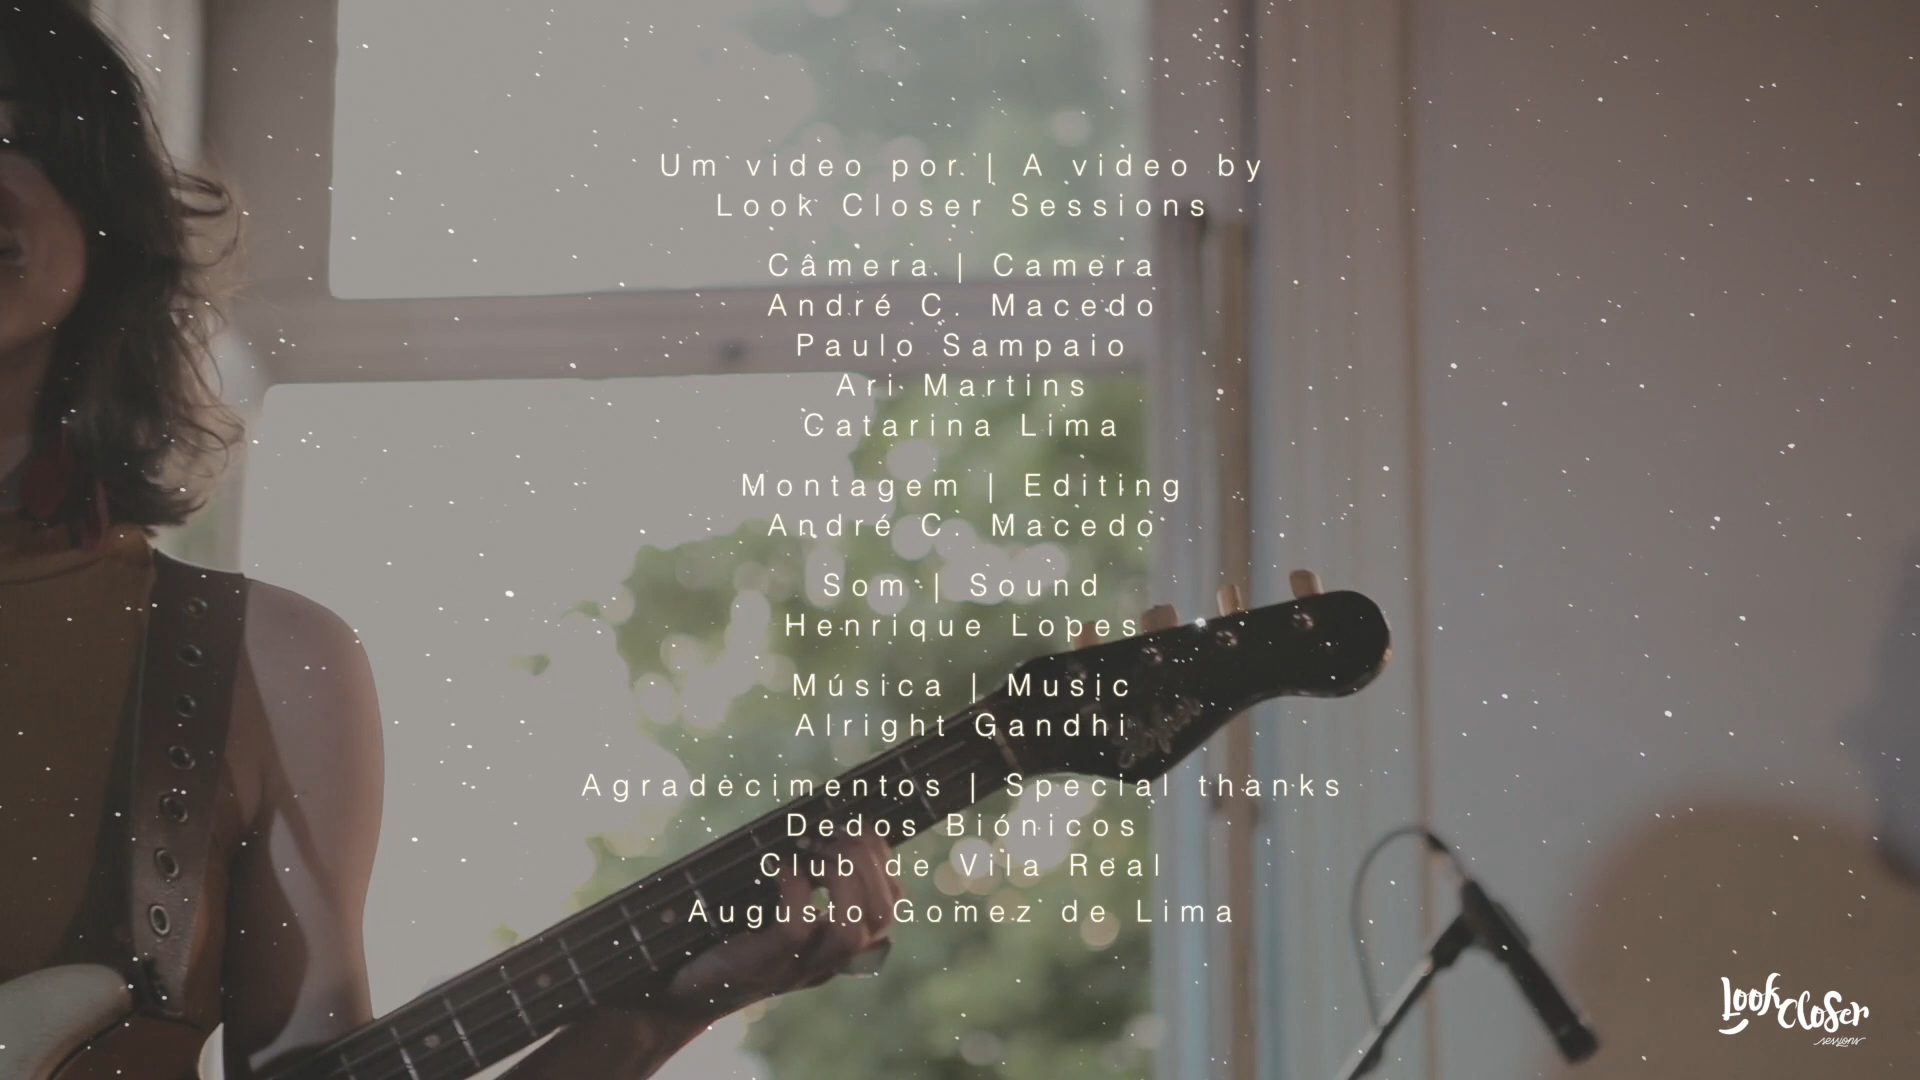 Um video por | A video by
Look Closer Sessions
Câmera | Camera
André C. Macedo
Paulo Sampaio
Ari Martins
Catarina Lima
Montagem | Editing
André C. Macedo
Som | Sound
Henrique Lopes
Música | Music
Alright Gandhi
Agradecimentos | Special thanks
Dedos Biónicos
Club de Vila Real
Augusto Gomez de Lima
Look Closer
sessions